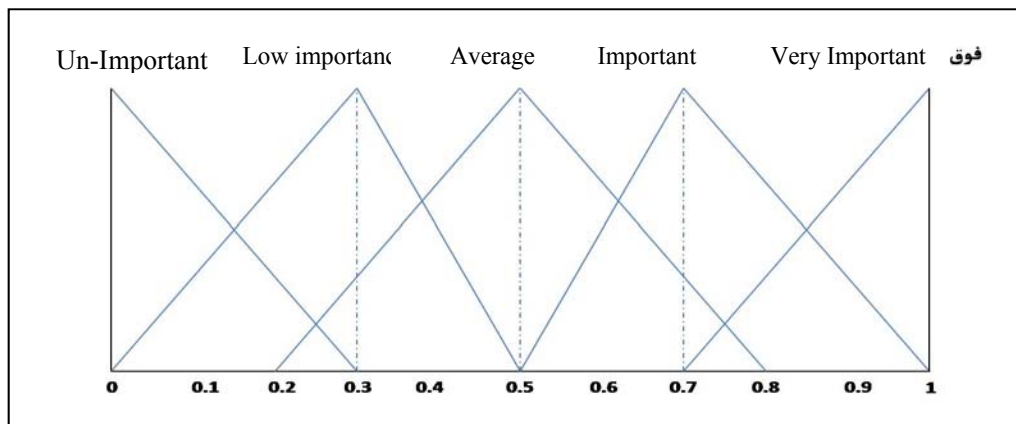 Un-Important Low importanc Average Important Very Important فوق
0 0.1 0.2 0.3 0.4 0.5 0.6 0.7 0.8 0.9 1